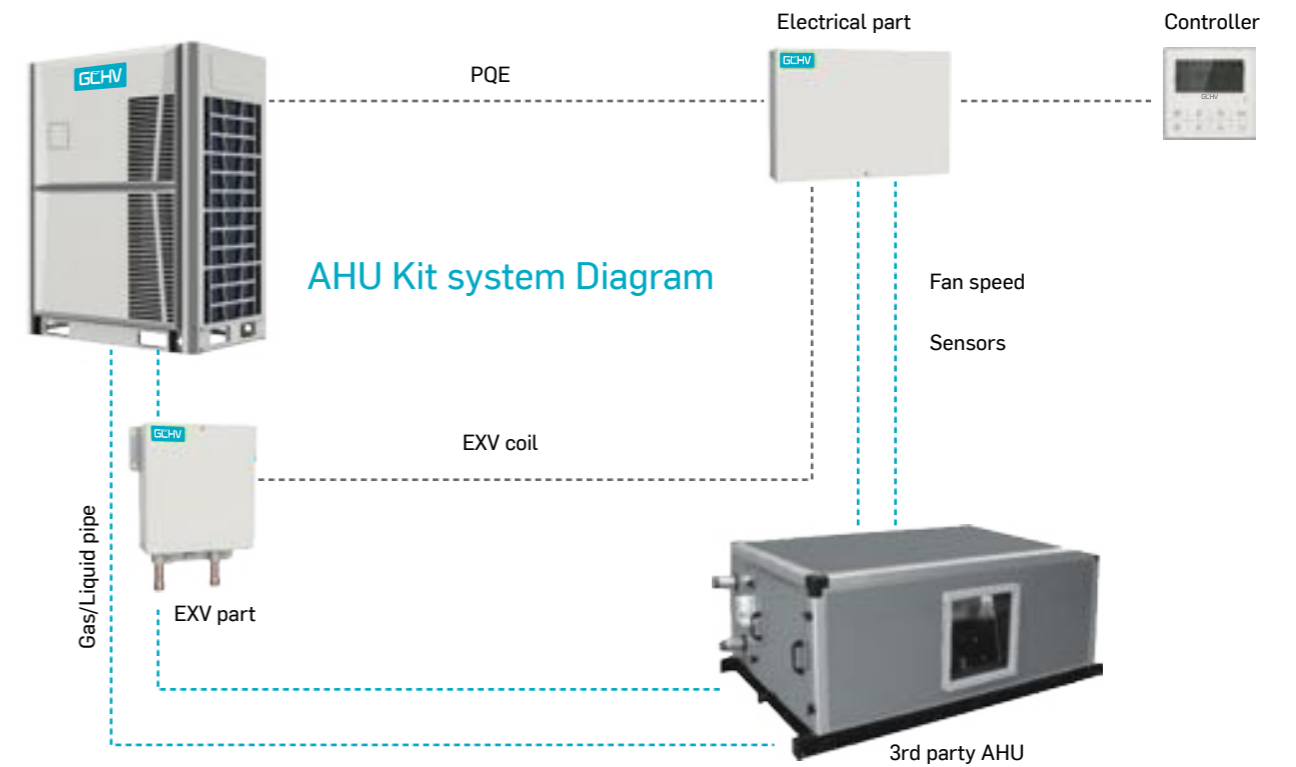 Electrical part
Controller
GCHV
GCHV
GCHV
PQE
AHU Kit system Diagram
Fan speed
Sensors
GCHV
EXV coil
Gas/Liquid pipe
EXV part
3rd party AHU